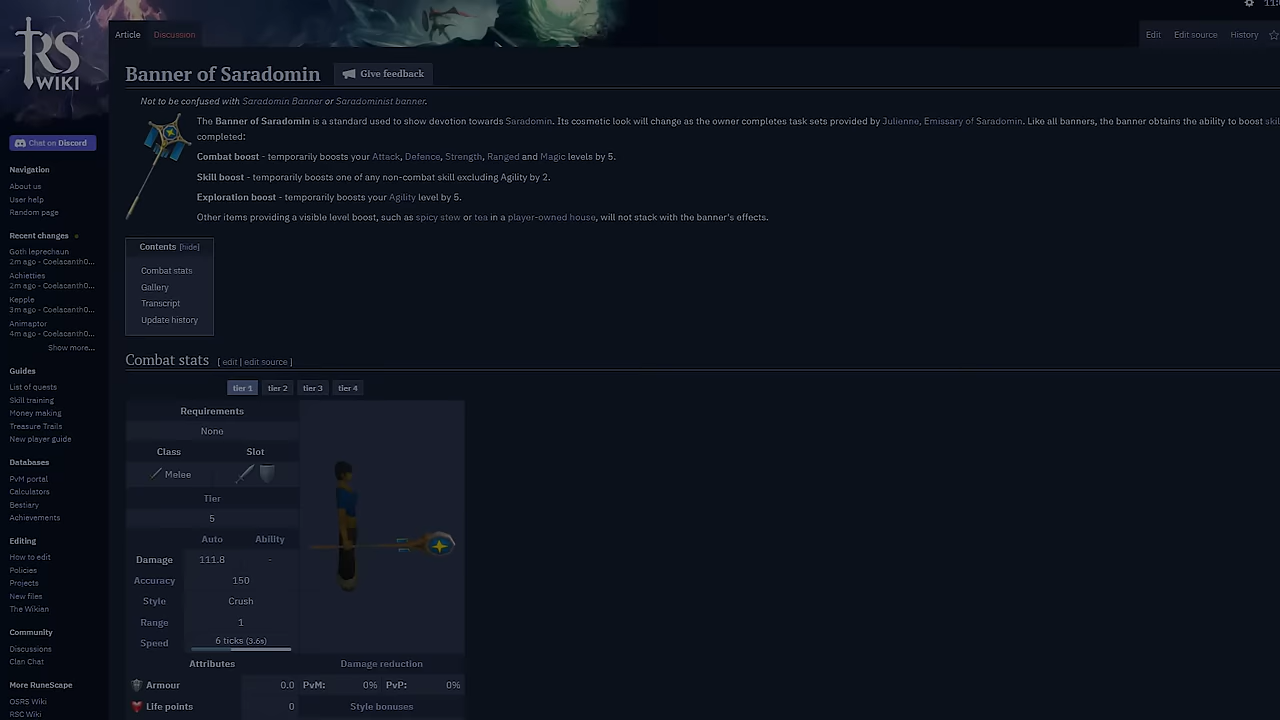 11:
RS
WIKI
Article
Discussion
Edit
Edit source
History
Banner of Saradomin
Give feedback
Not to be confused with Saradomin Banner or Saradominist banner.
The Banner of Saradomin is a standard used to show devotion towards Saradomin. Its cosmetic look will change as the owner completes task sets provided by Julienne, Emissary of Saradomin. Like all banners, the banner obtains the ability to boost skil
completed:
Combat boost - temporarily boosts your Attack, Defence, Strength, Ranged and Magic levels by 5.
Skill boost - temporarily boosts one of any non-combat skill excluding Agility by 2.
Exploration boost - temporarily boosts your Agility level by 5.
Other items providing a visible level boost, such as spicy stew or tea in a player-owned house, will not stack with the banner's effects.
Chat on Discord
Navigation
About us
User help
Random page
Recent changes
Goth leprechaun
2m ago - Coelacanth0...
Achietties
2m ago - Coelacanth0...
Kepple
3m ago - Coelacanth0...
Animaptor
4m ago - Coelacanth0...
Show more...
Guides
List of quests
Skill training
Money making
Treasure Trails
New player guide
Databases
PvM portal
Calculators
Bestiary
Achievements
Editing
How to edit
Policies
Projects
New files
The Wikian
Community
Discussions
Clan Chat
More RuneScape
OSRS Wiki
RSC Wiki
Contents [hide]
Combat stats
Gallery
Transcript
Update history
Combat stats [ edit | edit source ]
tier 1
tier 2
tier 3
tier 4
Requirements
None
Class Slot
Melee
Tier
5
Auto Ability
Damage 111.8 –
Accuracy 150
Style Crush
Range 1
Speed 6 ticks (3.6s)
Attributes Damage reduction
Armour 0.0 PvM: 0% PvP: 0%
Life points 0 Style bonuses